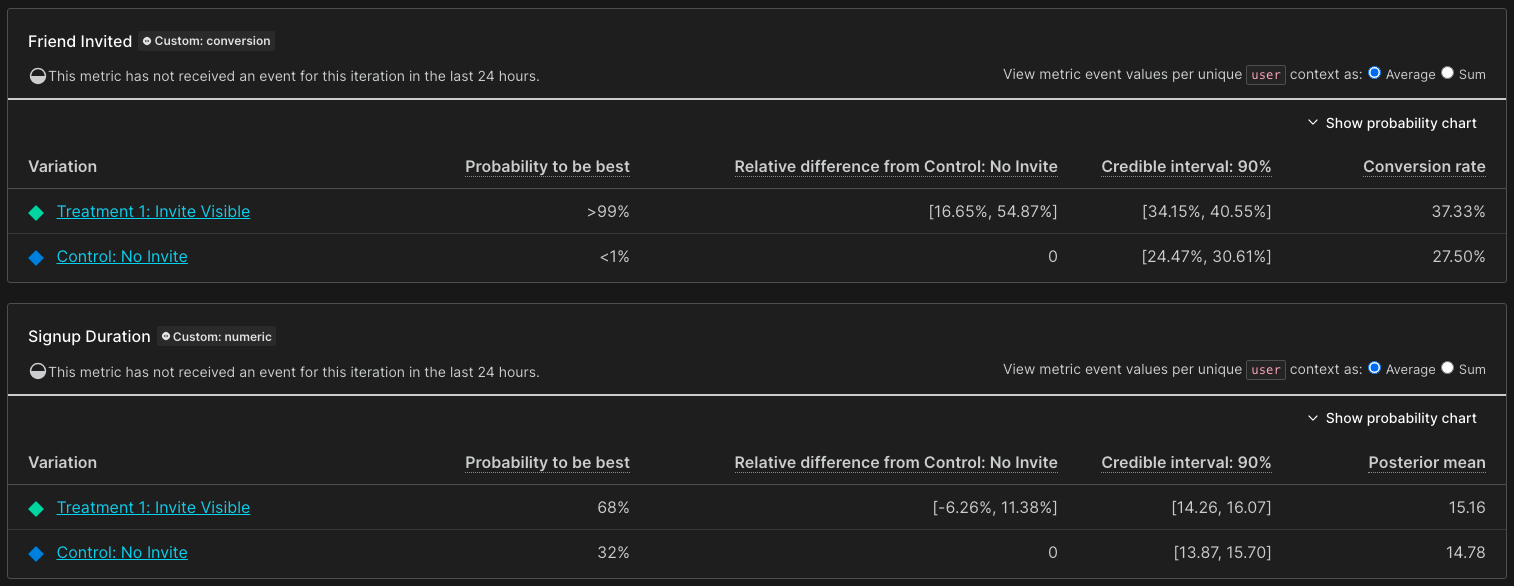 Friend Invited Custom: conversion
This metric has not received an event for this iteration in the last 24 hours. View metric event values per unique user context as: Average Sum
Show probability chart
Variation Probability to be best Relative difference from Control: No Invite Credible interval: 90% Conversion rate
Treatment 1: Invite Visible >99% [16.65%, 54.87%] [34.15%, 40.55%] 37.33%
Control: No Invite <1% 0 [24.47%, 30.61%] 27.50%
Signup Duration Custom: numeric
This metric has not received an event for this iteration in the last 24 hours. View metric event values per unique user context as: Average Sum
Show probability chart
Variation Probability to be best Relative difference from Control: No Invite Credible interval: 90% Posterior mean
Treatment 1: Invite Visible 68% [-6.26%, 11.38%] [14.26, 16.07] 15.16
Control: No Invite 32% 0 [13.87, 15.70] 14.78